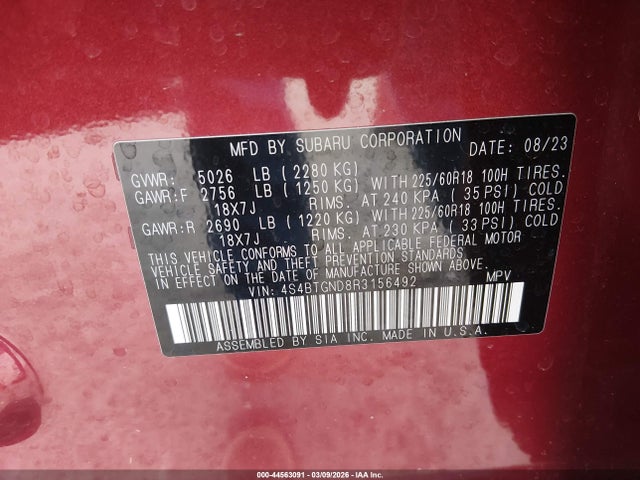 MFD BY SUBARU CORPORATION DATE: 08/23
GVWR: 5026 LB (2280 KG)
GAWR:F 2756 LB (1250 KG) WITH 225/60R18 100H TIRES.
18X7J RIMS. AT 240 KPA (35 PSI) COLD
GAWR:R 2690 LB (1220 KG) WITH 225/60R18 100H TIRES.
18X7J RIMS. AT 230 KPA (33 PSI) COLD
THIS VEHICLE CONFORMS TO ALL APPLICABLE FEDERAL MOTOR
VEHICLE SAFETY AND THEFT PREVENTION STANDARDS
IN EFFECT ON THE DATE OF MANUFACTURE SHOWN ABOVE.
VIN: 4S4BTGND8R3156492 MPV
ASSEMBLED BY SIA INC. IN U.S.A.
000-44563091 - 03/09/2026 - IAA Inc.